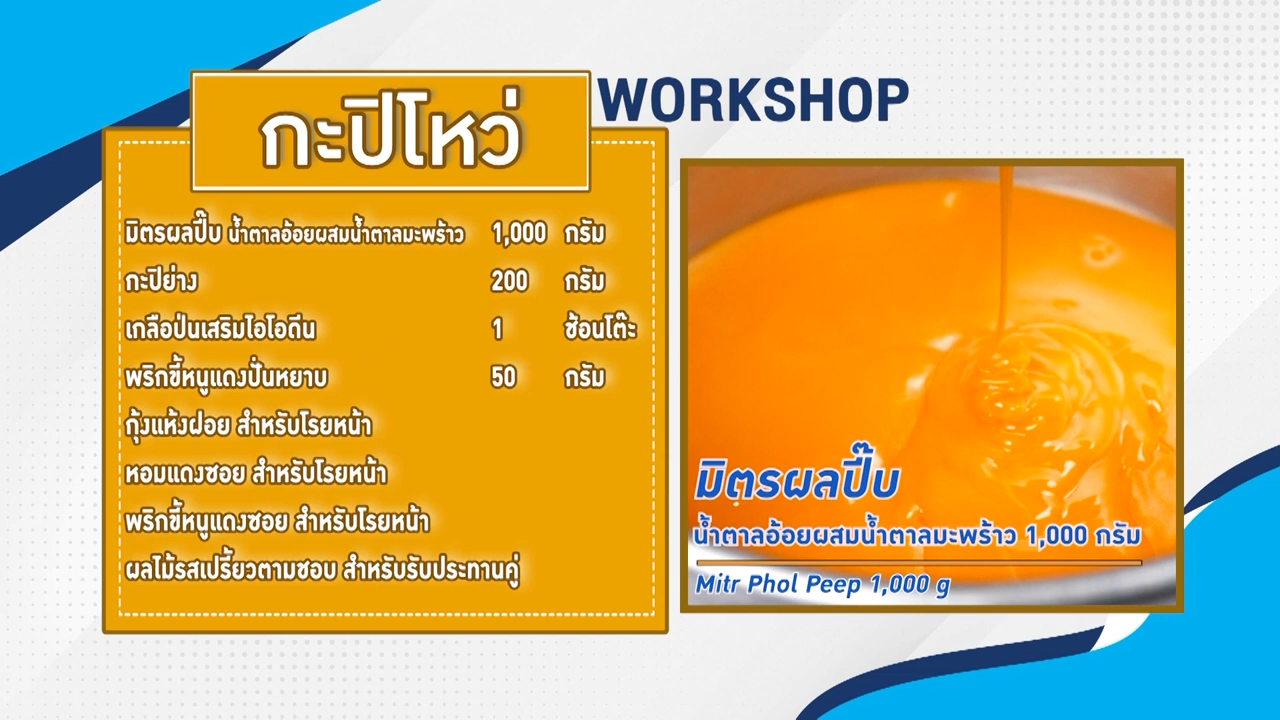 กะปิโหว่
WORKSHOP
มิตรผลปี๊บ น้ำตาลอ้อยผสมน้ำตาลมะพร้าว 1,000 กรัม
กะปิย่าง 200 กรัม
เกลือป่นเสริมไอโอดีน 1 ช้อนโต๊ะ
พริกขี้หนูแดงปั่นหยาบ 50 กรัม
กุ้งแห้งฝอย สำหรับโรยหน้า
หอมแดงซอย สำหรับโรยหน้า
พริกขี้หนูแดงซอย สำหรับโรยหน้า
ผลไม้รสเปรี้ยวตามชอบ สำหรับรับประทานคู่
มิตรผลปี๊บ
น้ำตาลอ้อยผสมน้ำตาลมะพร้าว 1,000 กรัม
Mitr Phol Peep 1,000 g